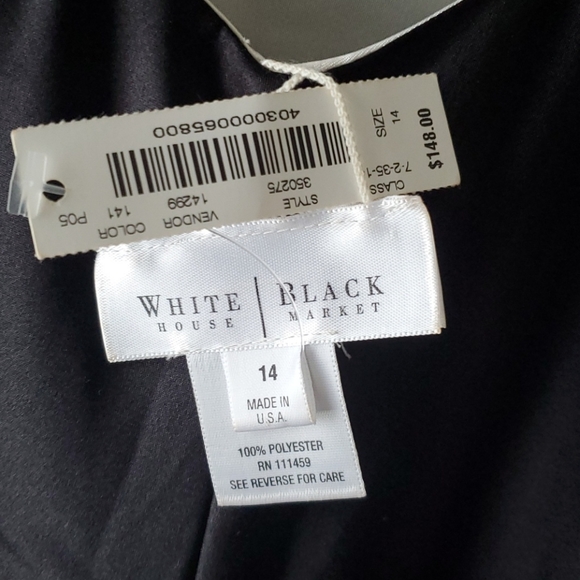 40300065800
STYLE
350275
VENDOR
14299
COLOR
141
P05
CLASS
7-2-35-1
SIZE
14
$148.00
WHITE | BLACK
HOUSE | MARKET
14
MADE IN
U.S.A.
100% POLYESTER
RN 111459
SEE REVERSE FOR CARE